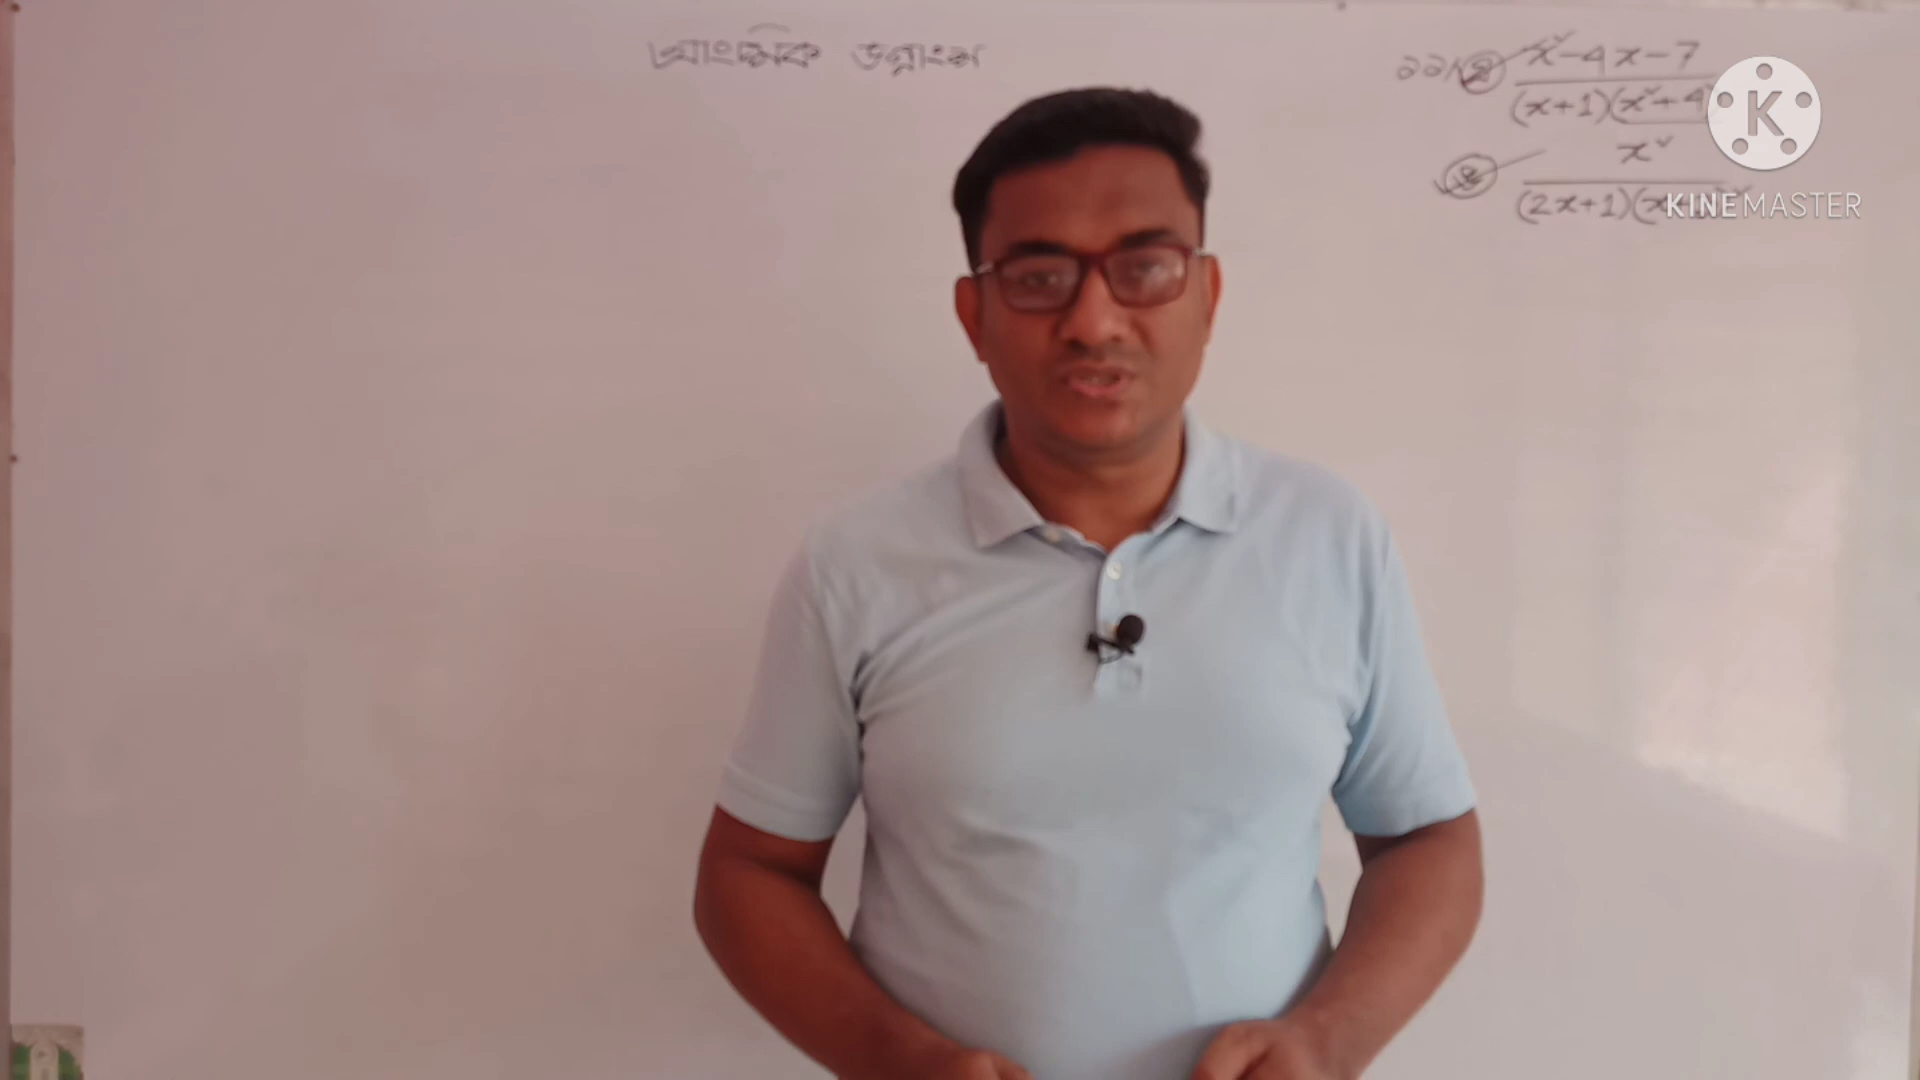 আংশিক ভগ্নাংশ
১১। (ঘ) x²-4x-7
(x+1)(x²+4
(ঙ) x²
(2x+1)(x+
K
KINEMASTER